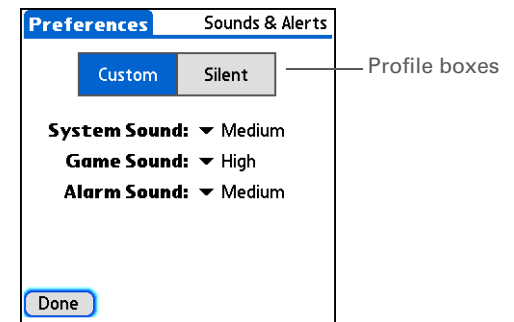 Preferences Sounds & Alerts
Custom Silent
Profile boxes
System Sound: Medium
Game Sound: High
Alarm Sound: Medium
Done